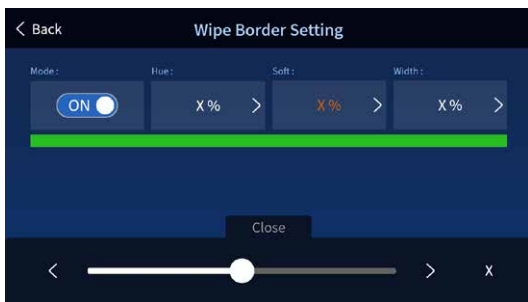 < Back
Wipe Border Setting
Mode :
Hue :
Soft :
Width :
ON
X %
X %
X %
Close
X